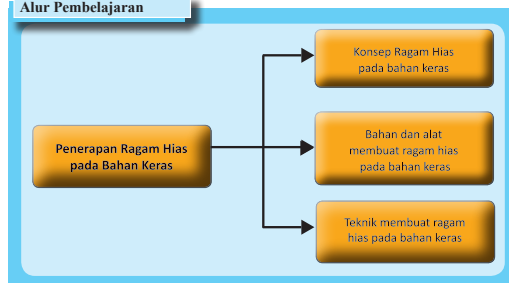 Alur Pembelajaran
Konsep Ragam Hias
pada bahan keras
Penerapan Ragam Hias
pada Bahan Keras
Bahan dan alat
membuat ragam hias
pada bahan keras
Teknik membuat ragam
hias pada bahan keras